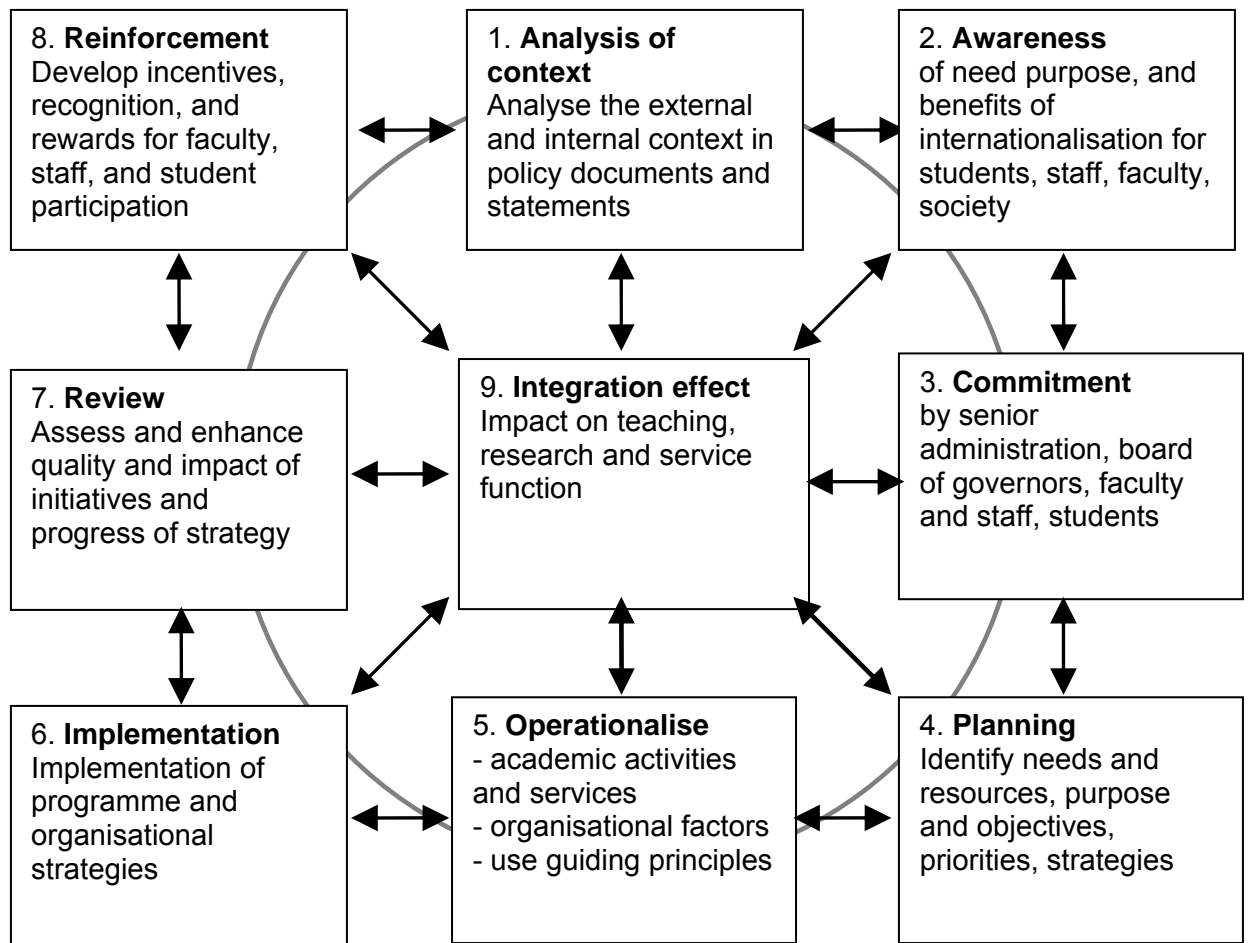 8. Reinforcement
Develop incentives,
recognition, and
rewards for faculty,
staff, and student
participation
1. Analysis of
context
Analyse the external
and internal context in
policy documents and
statements
2. Awareness
of need purpose, and
benefits of
internationalisation for
students, staff, faculty,
society
7. Review
Assess and enhance
quality and impact of
initiatives and
progress of strategy
9. Integration effect
Impact on teaching,
research and service
function
3. Commitment
by senior
administration, board
of governors, faculty
and staff, students
6. Implementation
Implementation of
programme and
organisational
strategies
5. Operationalise
- academic activities
and services
- organisational factors
- use guiding principles
4. Planning
Identify needs and
resources, purpose
and objectives,
priorities, strategies